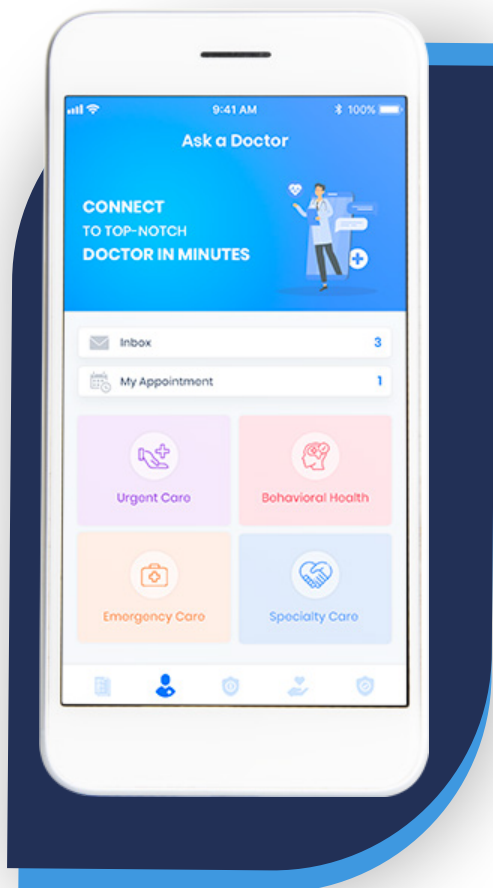 9:41 AM
100%
Ask a Doctor
CONNECT
TO TOP-NOTCH
DOCTOR IN MINUTES
Inbox 3
My Appointment 1
Urgent Care
Behavioral Health
Emergency Care
Specialty Care